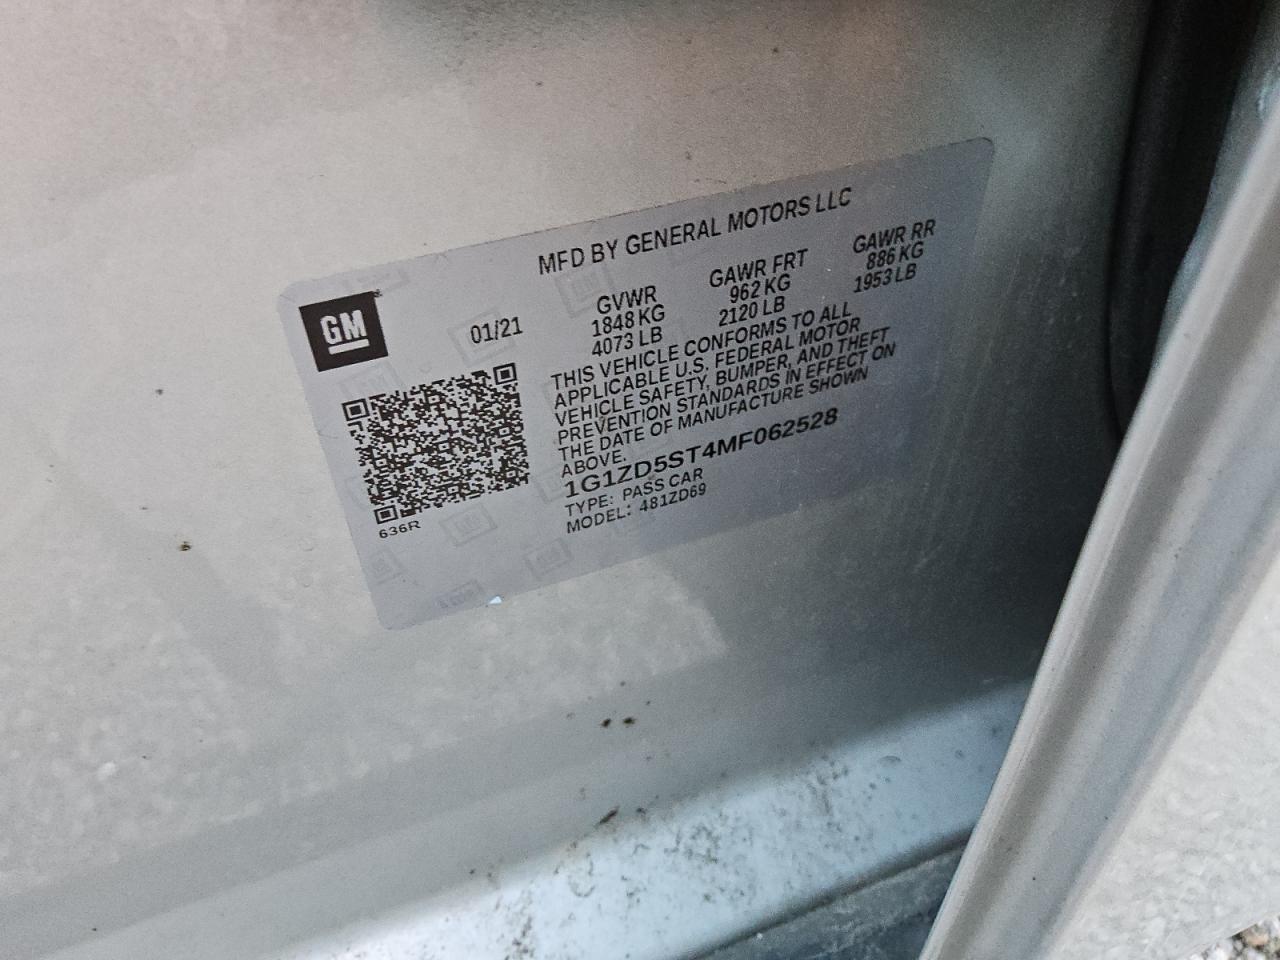 MFD BY GENERAL MOTORS LLC
GM
01/21
GVWR GAWR FRT GAWR RR
1848 KG 962 KG 886 KG
4073 LB 2120 LB 1953 LB
THIS VEHICLE CONFORMS TO ALL
APPLICABLE U.S. FEDERAL MOTOR
VEHICLE SAFETY, BUMPER, AND THEFT
PREVENTION STANDARDS IN EFFECT ON
THE DATE OF MANUFACTURE SHOWN
ABOVE.
1G1ZD5ST4MF062528
TYPE: PASS CAR
MODEL: 481ZD69
636R